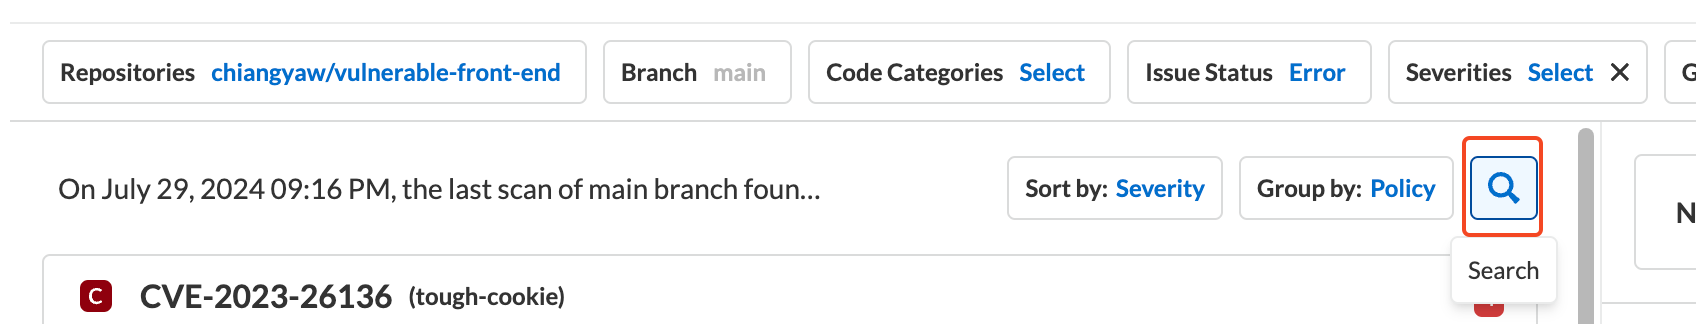 Repositories chiangyaw/vulnerable-front-end Branch main Code Categories Select Issue Status Error Severities Select G
On July 29, 2024 09:16 PM, the last scan of main branch foun... Sort by: Severity Group by: Policy
N
Search
C CVE-2023-26136 (tough-cookie)